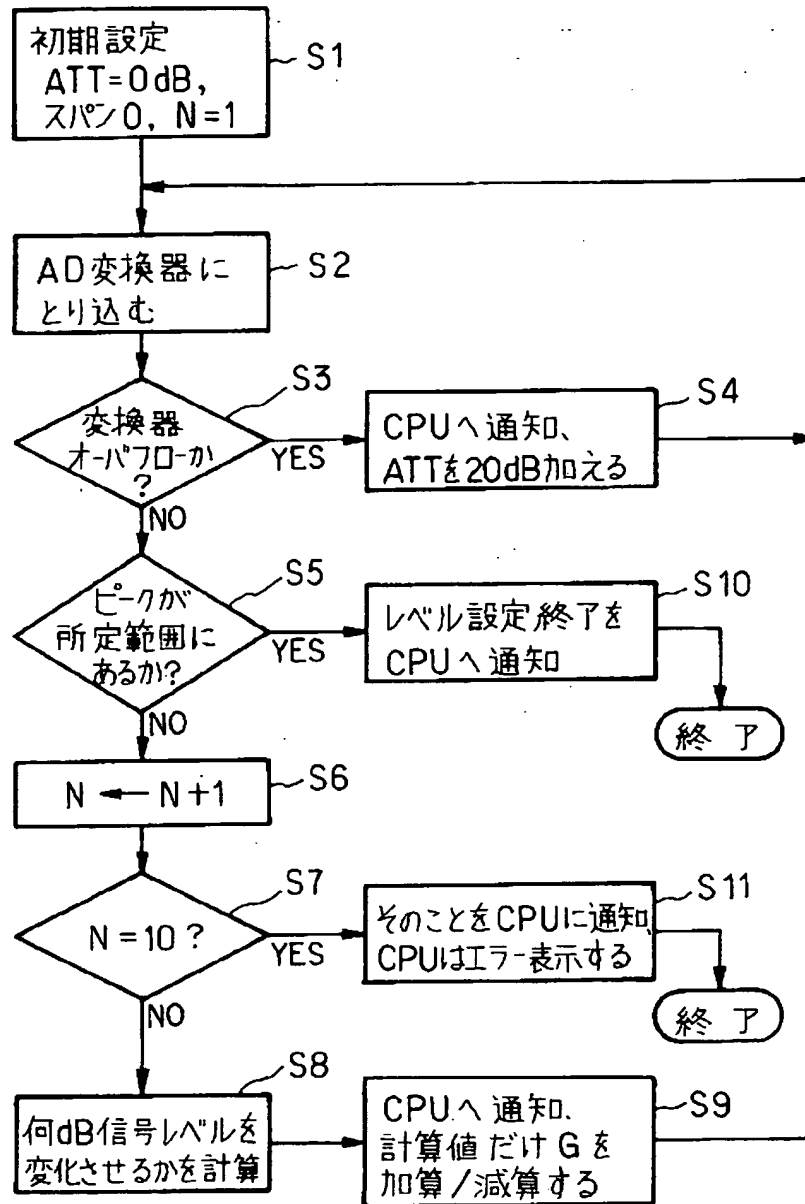 初期設定
ATT=0dB,
スパン0, N=1
S1
AD変換器に
とり込む
S2
変換器
オーバフローか
?
S3
YES
NO
CPUへ通知、
ATTを20dB加える
S4
ピークが
所定範囲に
あるか?
S5
YES
NO
レベル設定終了を
CPUへ通知
S10
終了
N ← N+1
S6
N=10?
S7
YES
NO
そのことをCPUに通知、
CPUはエラー表示する
S11
終了
何dB信号レベルを
変化させるかを計算
S8
CPUへ通知、
計算値だけGを
加算/減算する
S9